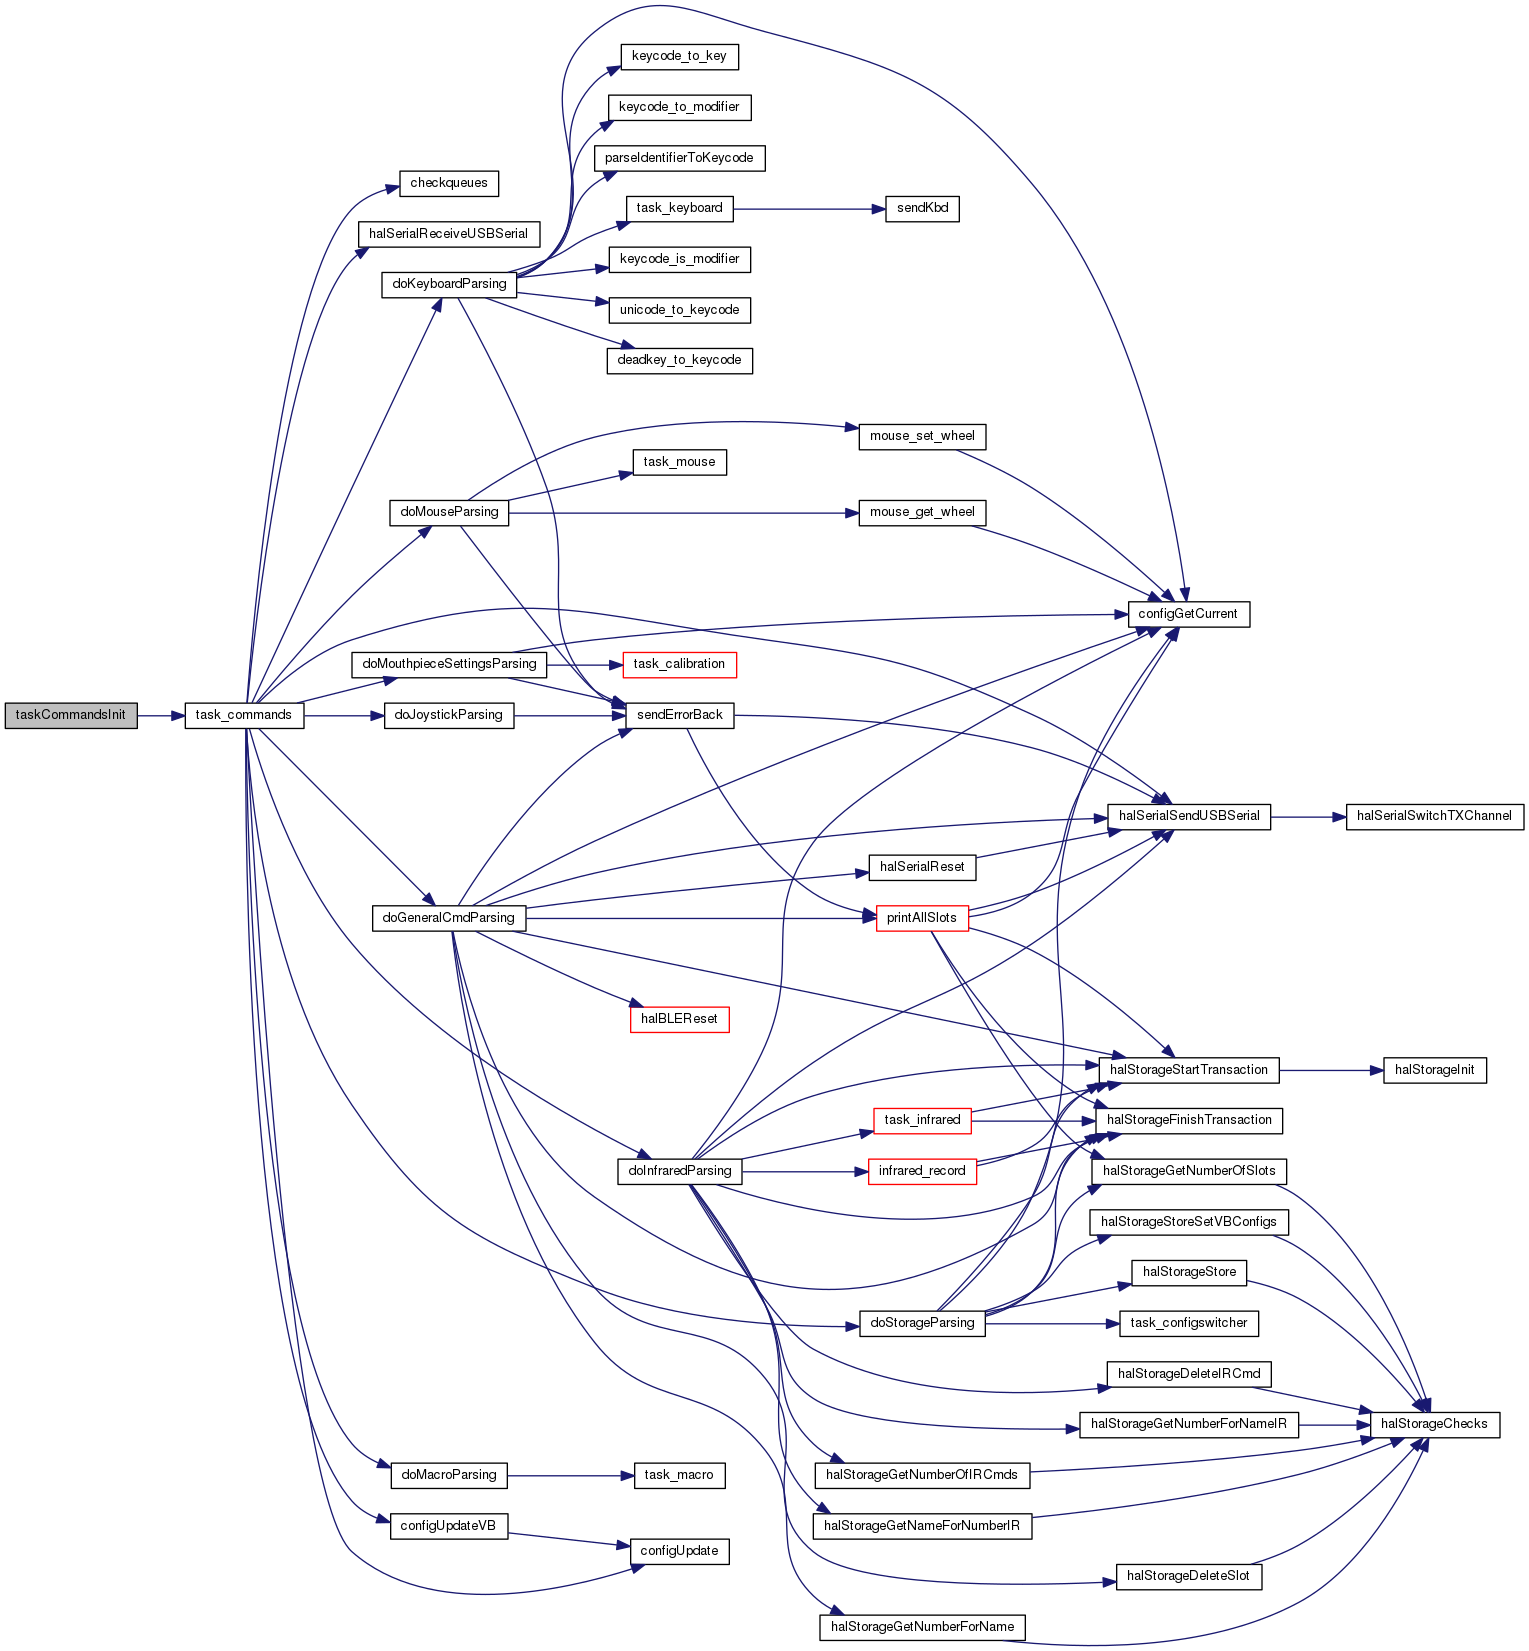 keycode_to_key
keycode_to_modifier
parseIdentifierToKeycode
checkqueues
task_keyboard
sendKbd
halSerialReceiveUSBSerial
keycode_is_modifier
doKeyboardParsing
unicode_to_keycode
deadkey_to_keycode
mouse_set_wheel
task_mouse
doMouseParsing
mouse_get_wheel
configGetCurrent
doMouthpieceSettingsParsing
task_calibration
taskCommandsInit
task_commands
doJoystickParsing
sendErrorBack
halSerialSendUSBSerial
halSerialSwitchTXChannel
halSerialReset
doGeneralCmdParsing
printAllSlots
halBLEReset
halStorageStartTransaction
halStorageInit
task_infrared
halStorageFinishTransaction
doInfraredParsing
infrared_record
halStorageGetNumberOfSlots
halStorageStoreSetVBConfigs
halStorageStore
doStorageParsing
task_configswitcher
halStorageDeleteIRCmd
halStorageGetNumberForNameIR
halStorageChecks
doMacroParsing
task_macro
halStorageGetNumberOfIRCmds
configUpdateVB
halStorageGetNameForNumberIR
configUpdate
halStorageDeleteSlot
halStorageGetNumberForName